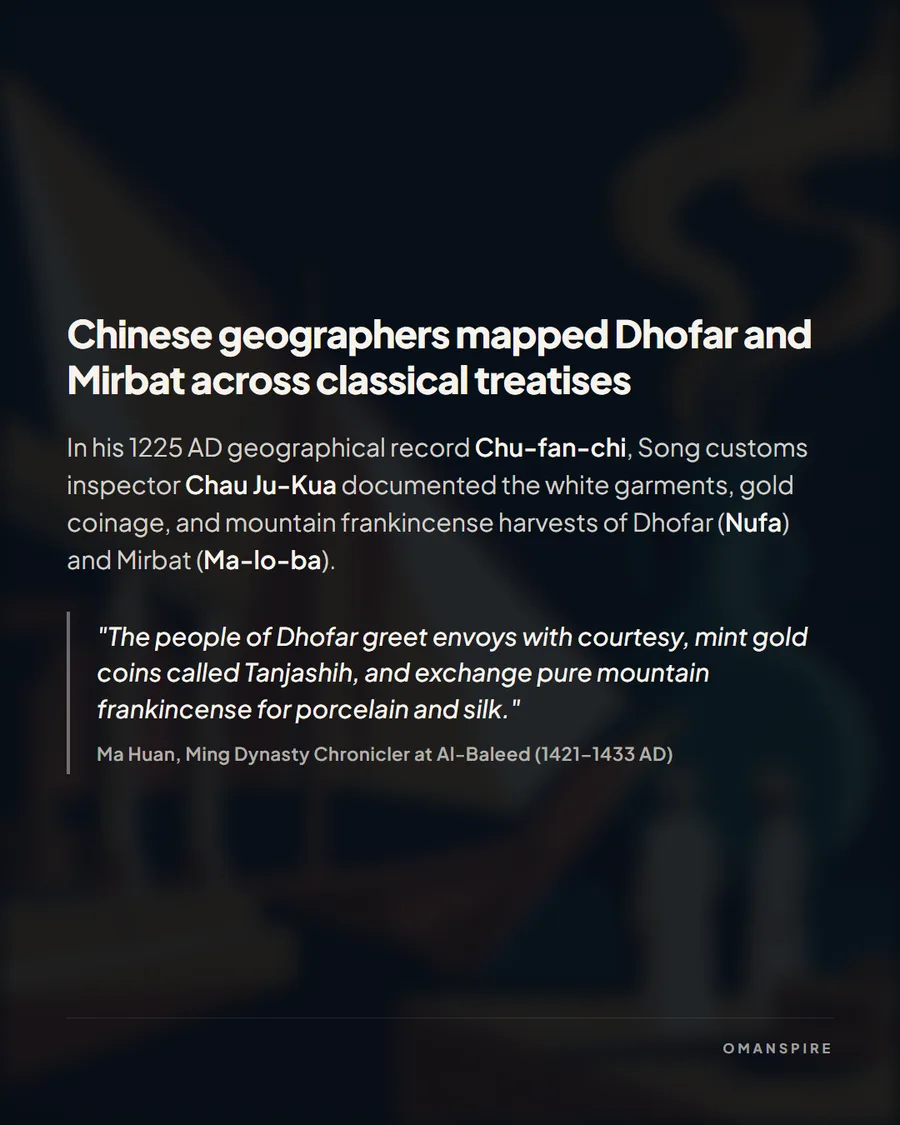 Chinese geographers mapped Dhofar and
Mirbat across classical treatises
In his 1225 AD geographical record Chu-fan-chi, Song customs
inspector Chau Ju-Kua documented the white garments, gold
coinage, and mountain frankincense harvests of Dhofar (Nufa)
and Mirbat (Ma-lo-ba).
"The people of Dhofar greet envoys with courtesy, mint gold
coins called Tanjashih, and exchange pure mountain
frankincense for porcelain and silk."
Ma Huan, Ming Dynasty Chronicler at Al-Baleed (1421–1433 AD)
OMANSPIRE